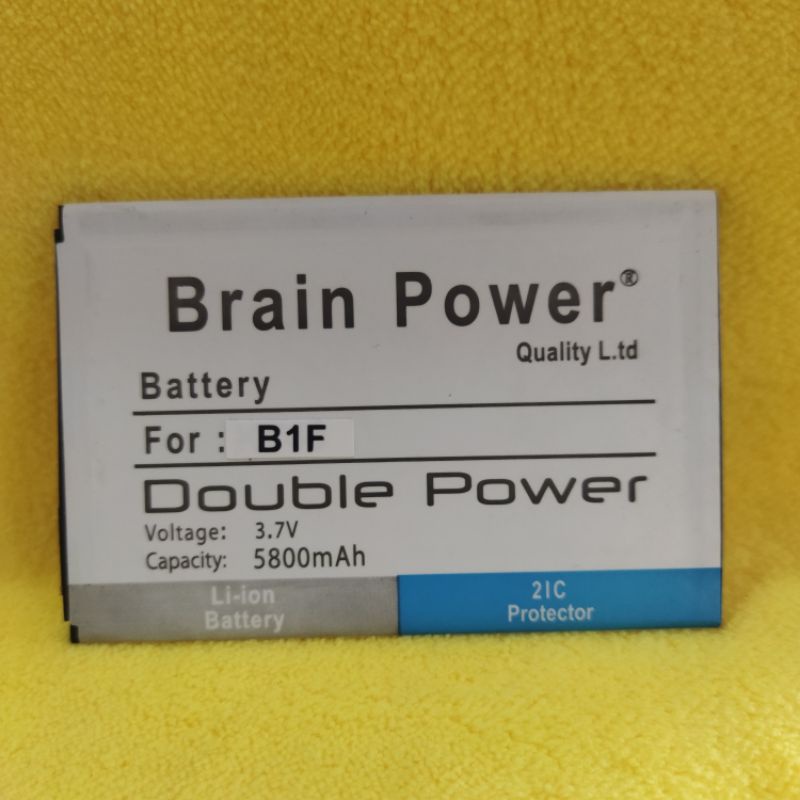 Brain Power®
Quality L.td
Battery
For : B1F
Double Power
Voltage: 3.7V
Capacity: 5800mAh
Li-ion
Battery
2IC
Protector